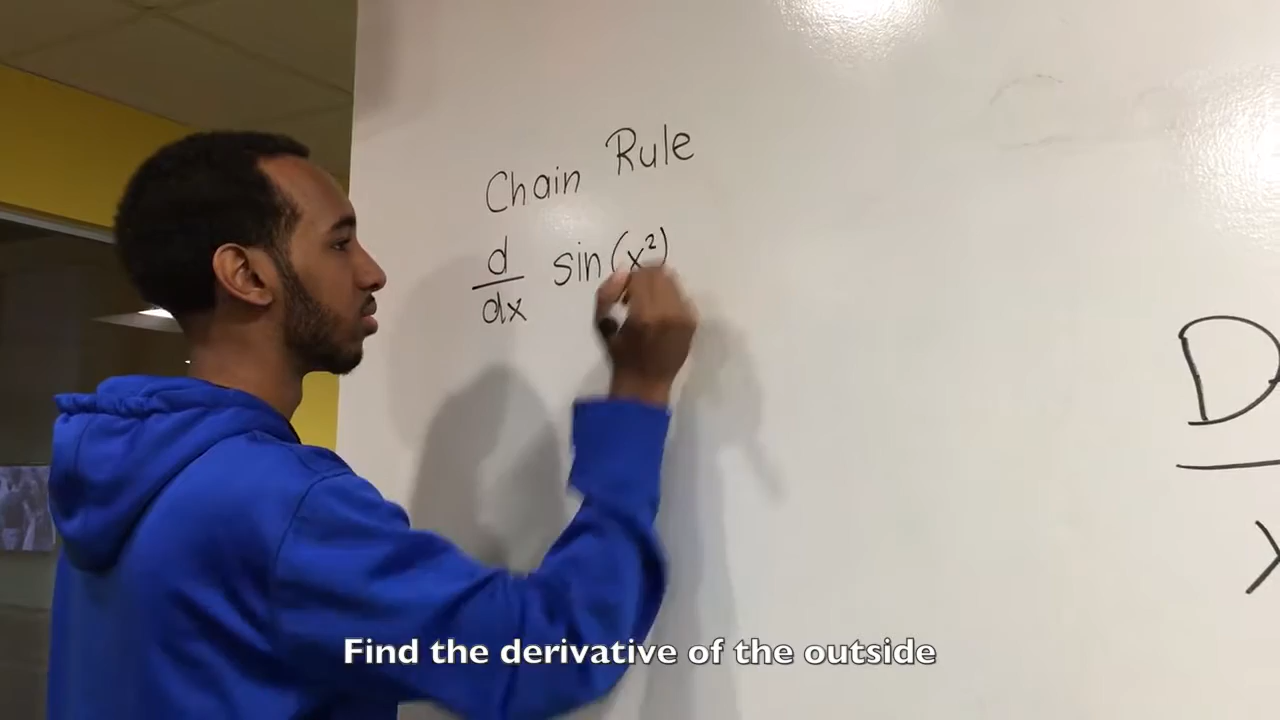 Chain Rule
d/dx sin(x²)
D
x
Find the derivative of the outside